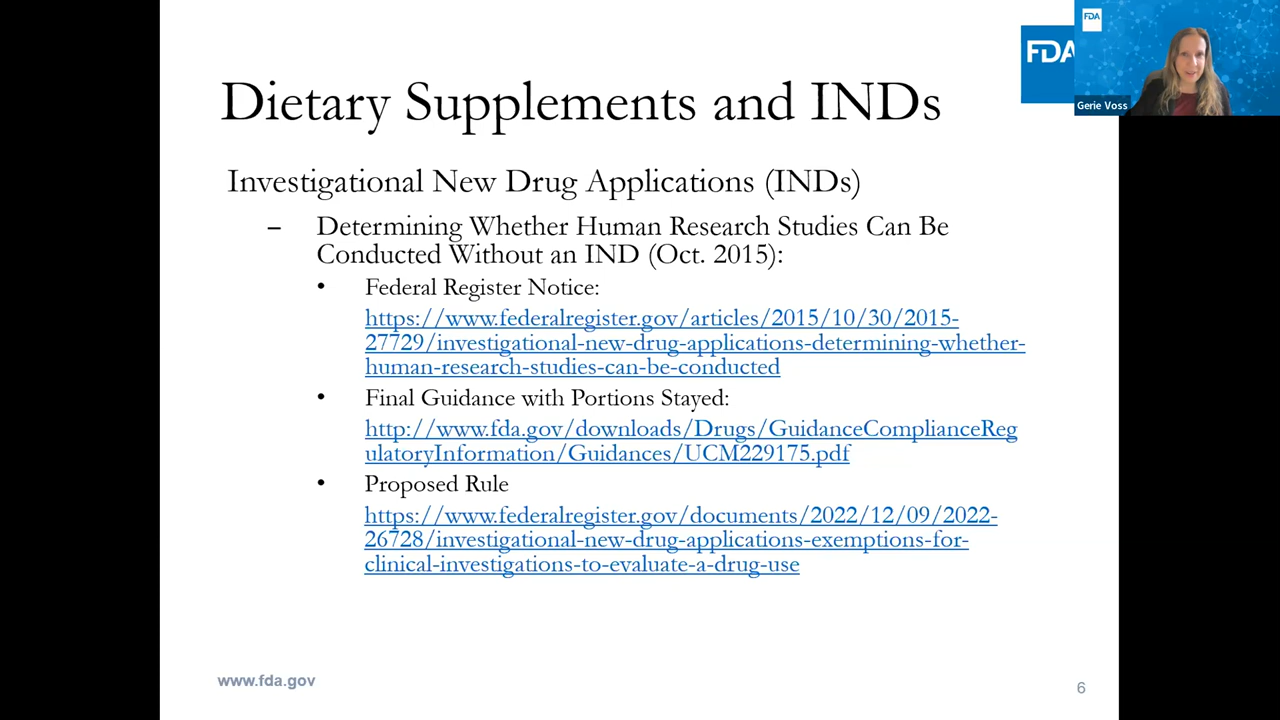 FDA
FDA
Gerie Voss
Dietary Supplements and INDs
Investigational New Drug Applications (INDs)
– Determining Whether Human Research Studies Can Be
Conducted Without an IND (Oct. 2015):
• Federal Register Notice:
https://www.federalregister.gov/articles/2015/10/30/2015-
27729/investigational-new-drug-applications-determining-whether-
human-research-studies-can-be-conducted
• Final Guidance with Portions Stayed:
http://www.fda.gov/downloads/Drugs/GuidanceComplianceReg
ulatoryInformation/Guidances/UCM229175.pdf
• Proposed Rule
https://www.federalregister.gov/documents/2022/12/09/2022-
26728/investigational-new-drug-applications-exemptions-for-
clinical-investigations-to-evaluate-a-drug-use
www.fda.gov
6